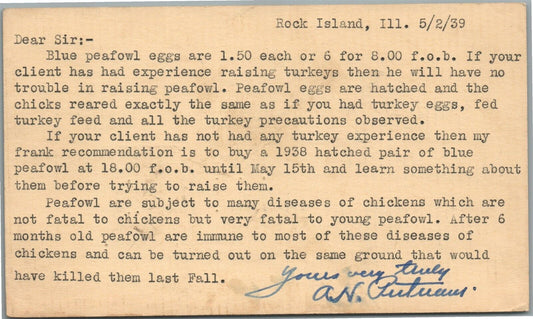 Rock Island, Ill. 5/2/39
Dear Sir:-
Blue peafowl eggs are 1.50 each or 6 for 8.00 f.o.b. If your
client has had experience raising turkeys then he will have no
trouble in raising peafowl. Peafowl eggs are hatched and the
chicks reared exactly the same as if you had turkey eggs, fed
turkey feed and all the turkey precautions observed.
If your client has not had any turkey experience then my
frank recommendation is to buy a 1938 hatched pair of blue
peafowl at 18.00 f.o.b. until May 15th and learn something about
them before trying to raise them.
Peafowl are subject to many diseases of chickens which are
not fatal to chickens but very fatal to young peafowl. After 6
months old peafowl are immune to most of these diseases of
chickens and can be turned out on the same ground that would
have killed them last Fall.
Yours very truly
A.N.